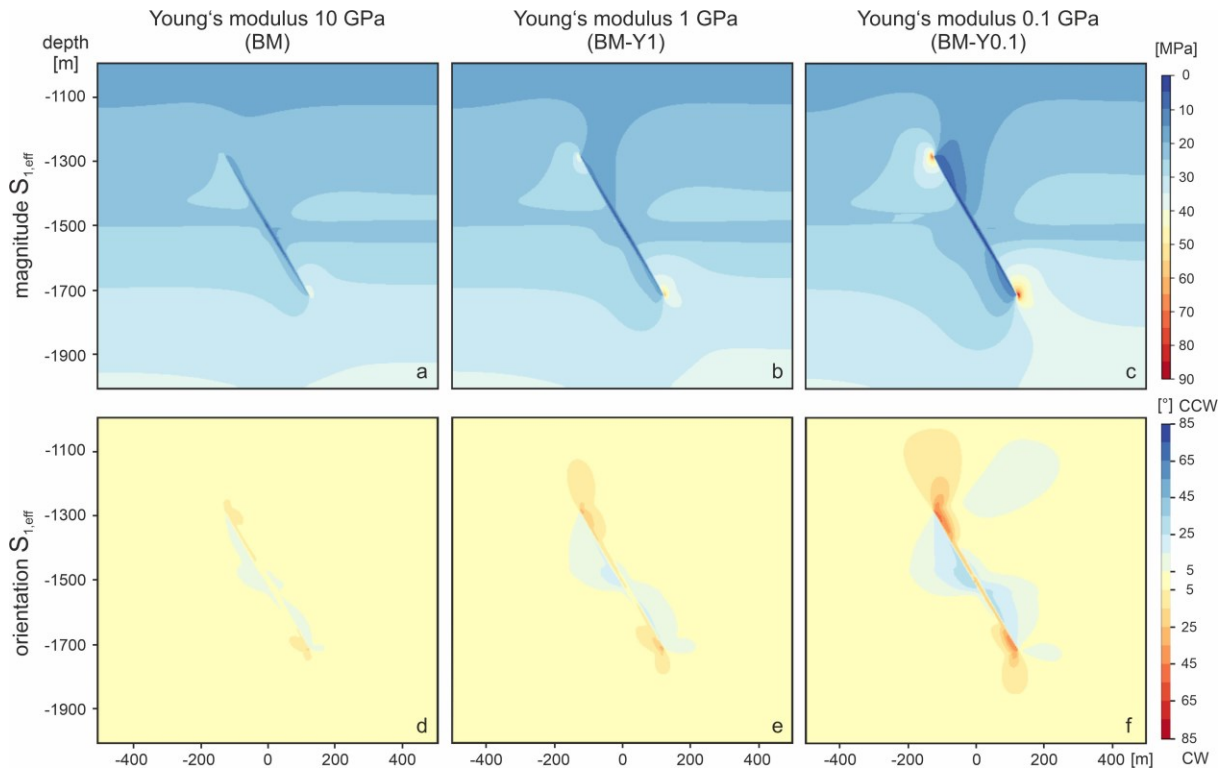 Young‘s modulus 10 GPa
(BM)
Young‘s modulus 1 GPa
(BM-Y1)
Young‘s modulus 0.1 GPa
(BM-Y0.1)
depth
[m]
[MPa]
magnitude S1,eff
-1100
-1300
-1500
-1700
-1900
a
b
c
0
10
20
30
40
50
60
70
80
90
[°] CCW
orientation S1,eff
-1100
-1300
-1500
-1700
-1900
d
e
f
85
65
45
25
5
5
25
45
65
85
CW
-400 -200 0 200 400
-400 -200 0 200 400
-400 -200 0 200 400 [m]